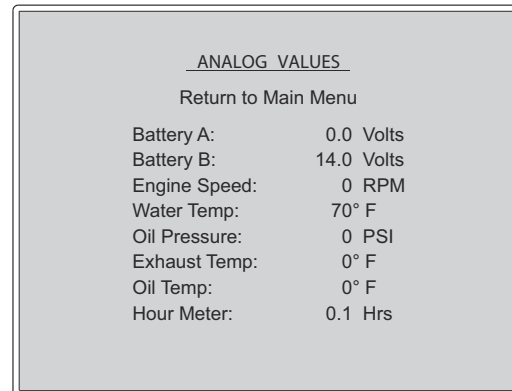 ANALOG VALUES
Return to Main Menu
Battery A: 0.0 Volts
Battery B: 14.0 Volts
Engine Speed: 0 RPM
Water Temp: 70° F
Oil Pressure: 0 PSI
Exhaust Temp: 0° F
Oil Temp: 0° F
Hour Meter: 0.1 Hrs